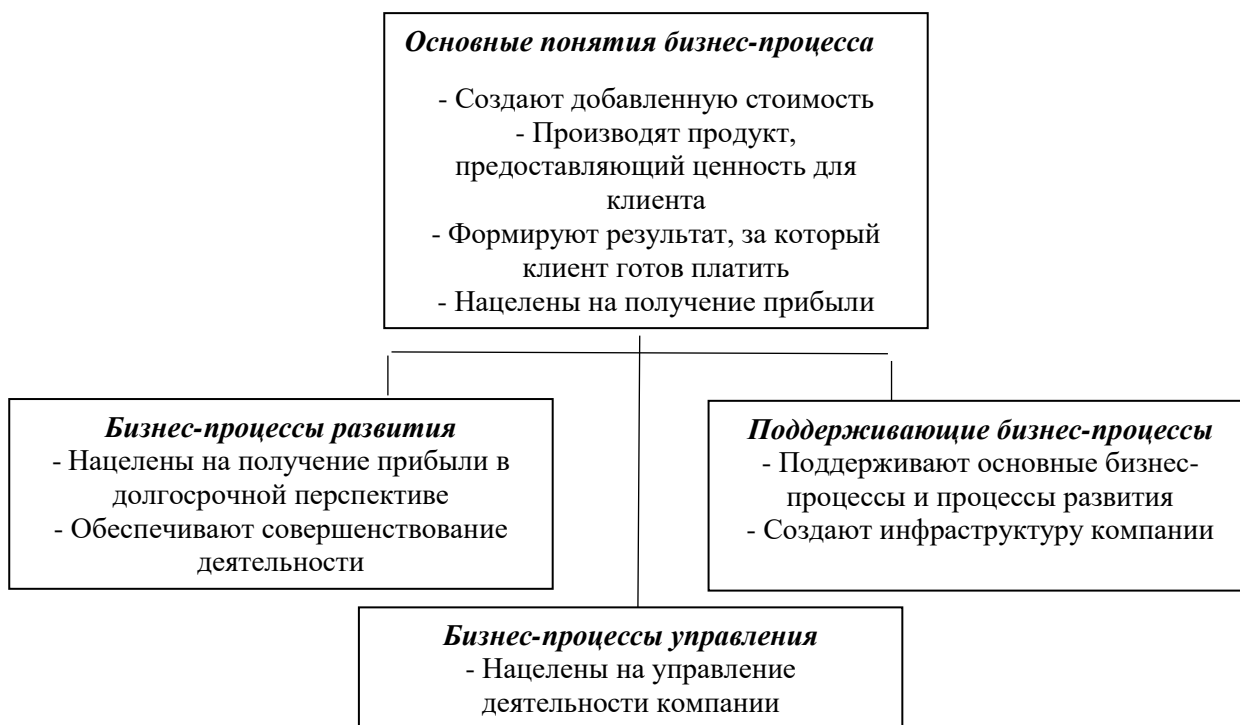 Основные понятия бизнес-процесса
- Создают добавленную стоимость
- Производят продукт,
предоставляющий ценность для
клиента
- Формируют результат, за который
клиент готов платить
- Нацелены на получение прибыли
Бизнес-процессы развития
- Нацелены на получение прибыли в
долгосрочной перспективе
- Обеспечивают совершенствование
деятельности
Поддерживающие бизнес-процессы
- Поддерживают основные бизнес-
процессы и процессы развития
- Создают инфраструктуру компании
Бизнес-процессы управления
- Нацелены на управление
деятельности компании